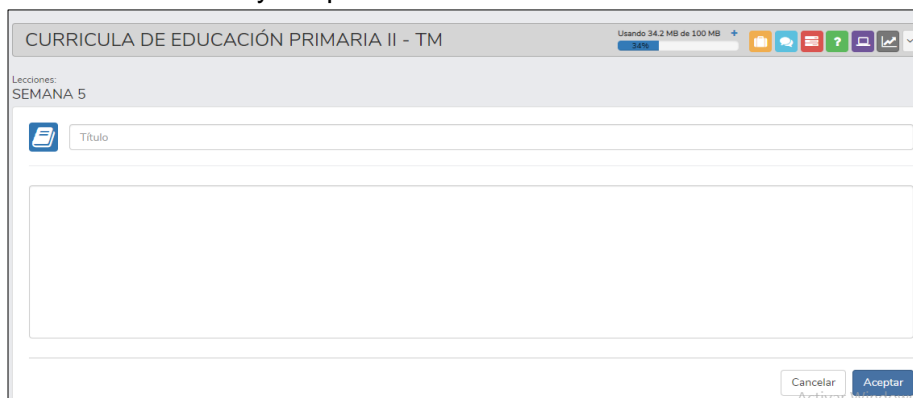 CURRICULA DE EDUCACIÓN PRIMARIA II - TM
Usando 34.2 MB de 100 MB +
34%
?
Lecciones:
SEMANA 5
Título
Cancelar
Aceptar